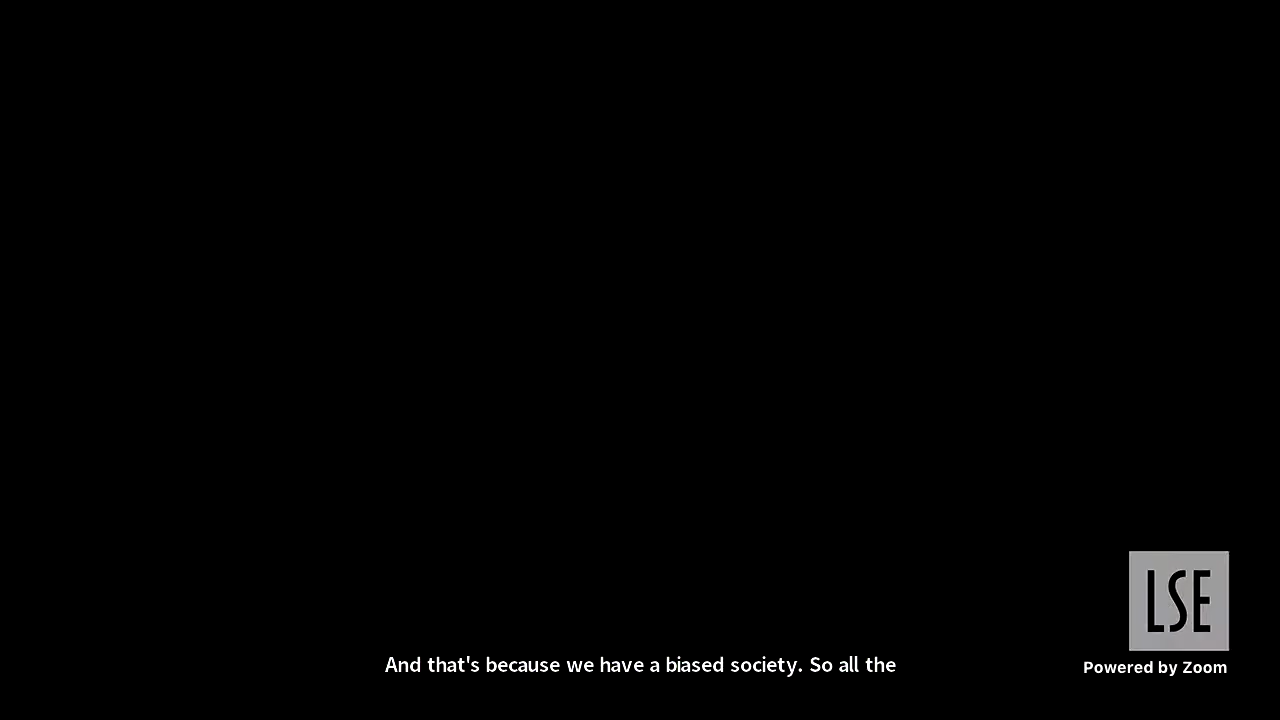 LSE
And that's because we have a biased society. So all the
Powered by Zoom